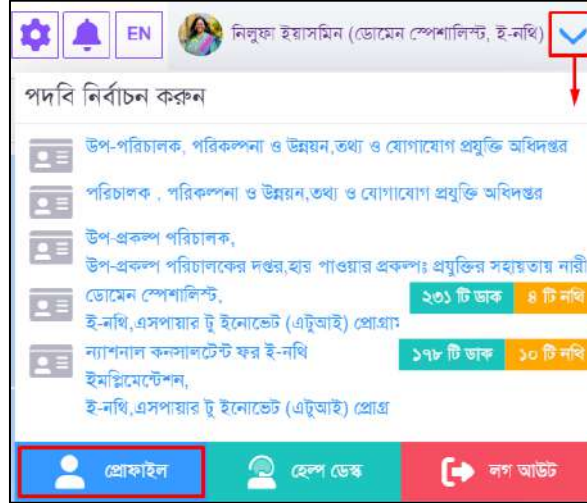 EN নিলুফা ইয়াসমিন (ডোমেন স্পেশালিস্ট, ই-নথি)
পদবি নির্বাচন করুন
উপ-পরিচালক, পরিকল্পনা ও উন্নয়ন,তথ্য ও যোগাযোগ প্রযুক্তি অধিদপ্তর
পরিচালক , পরিকল্পনা ও উন্নয়ন,তথ্য ও যোগাযোগ প্রযুক্তি অধিদপ্তর
উপ-প্রকল্প পরিচালক,
উপ-প্রকল্প পরিচালকের দপ্তর,হার পাওয়ার প্রকল্পঃ প্রযুক্তির সহায়তায় নারী
ডোমেন স্পেশালিস্ট, ২৩১ টি ডাক ৪ টি নথি
ই-নথি,এসপায়ার টু ইনোভেট (এটুআই) প্রোগ্রা
ন্যাশনাল কনসালটেন্ট ফর ই-নথি ১৭৮ টি ডাক ১০ টি নথি
ইমপ্লিমেন্টেশন,
ই-নথি,এসপায়ার টু ইনোভেট (এটুআই) প্রোগ্র
প্রোফাইল হেল্প ডেস্ক লগ আউট